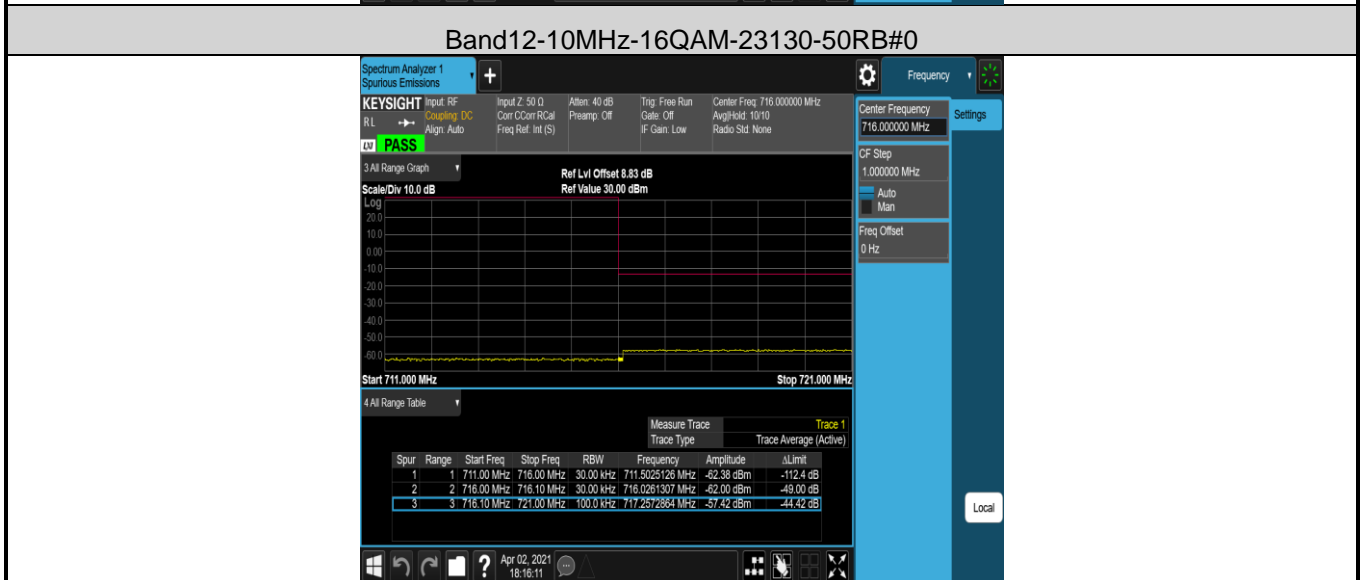 Band12-10MHz-16QAM-23130-50RB#0
Spectrum Analyzer 1
Spurious Emissions
+
Frequency
KEYSIGHT
RL
LXI PASS
Input: RF
Coupling: DC
Align: Auto
Input Z: 50 Ω
Corr CCorr RCal
Freq Ref: Int (S)
Atten: 40 dB
Preamp: Off
Trig: Free Run
Gate: Off
IF Gain: Low
Center Freq: 716.000000 MHz
Avg|Hold: 10/10
Radio Std: None
Center Frequency
716.000000 MHz
Settings
CF Step
1.000000 MHz
Auto
Man
Freq Offset
0 Hz
Local
3 All Range Graph
Ref Lvl Offset 8.83 dB
Scale/Div 10.0 dB
Ref Value 30.00 dBm
Log
20.0
10.0
0.00
-10.0
-20.0
-30.0
-40.0
-50.0
-60.0
Start 711.000 MHz
Stop 721.000 MHz
4 All Range Table
Measure Trace Trace 1
Trace Type Trace Average (Active)
Spur Range Start Freq Stop Freq RBW Frequency Amplitude ΔLimit
1 1 711.00 MHz 716.00 MHz 30.00 kHz 711.5025126 MHz -62.38 dBm -112.4 dB
2 2 716.00 MHz 716.10 MHz 30.00 kHz 716.0261307 MHz -62.00 dBm -49.00 dB
3 3 716.10 MHz 721.00 MHz 100.0 kHz 717.2572864 MHz -57.42 dBm -44.42 dB
?
Apr 02, 2021
18:16:11